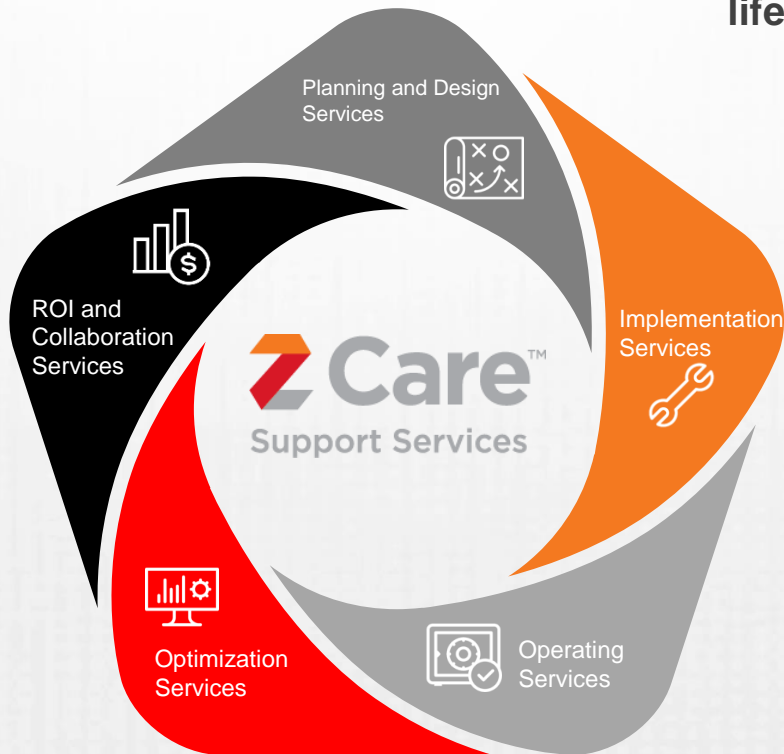 life
Planning and Design
Services
Implementation
Services
ROI and
Collaboration
Services
Z Care™
Support Services
Operating
Services
Optimization
Services